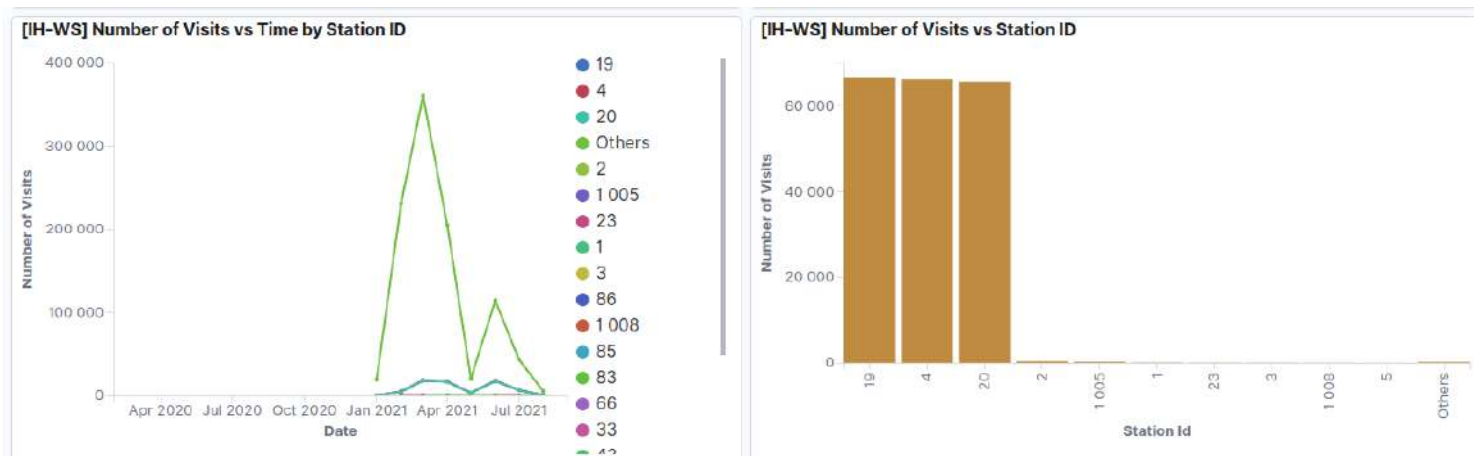 [IH-WS] Number of Visits vs Time by Station ID
400 000
300 000
200 000
100 000
0
Number of Visits
Apr 2020 Jul 2020 Oct 2020 Jan 2021 Apr 2021 Jul 2021
Date
19
4
20
Others
2
1 005
23
1
3
86
1 008
85
83
66
33
[IH-WS] Number of Visits vs Station ID
60 000
40 000
20 000
0
Number of Visits
19 4 20 2 1 005 1 23 3 1 008 5 Others
Station Id